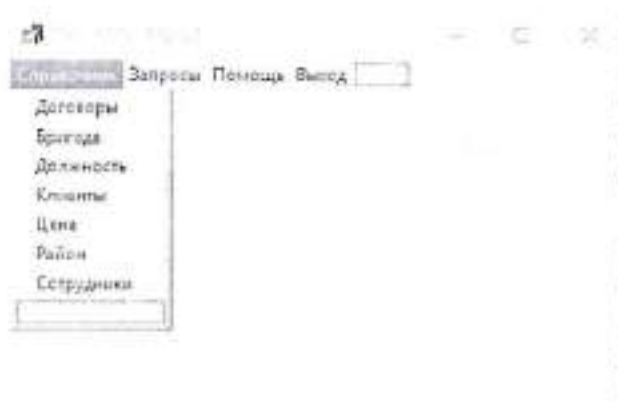 Справочник Запросы Помощь Выход
Договоры
Бригада
Должность
Клиенты
Цена
Район
Сотрудники